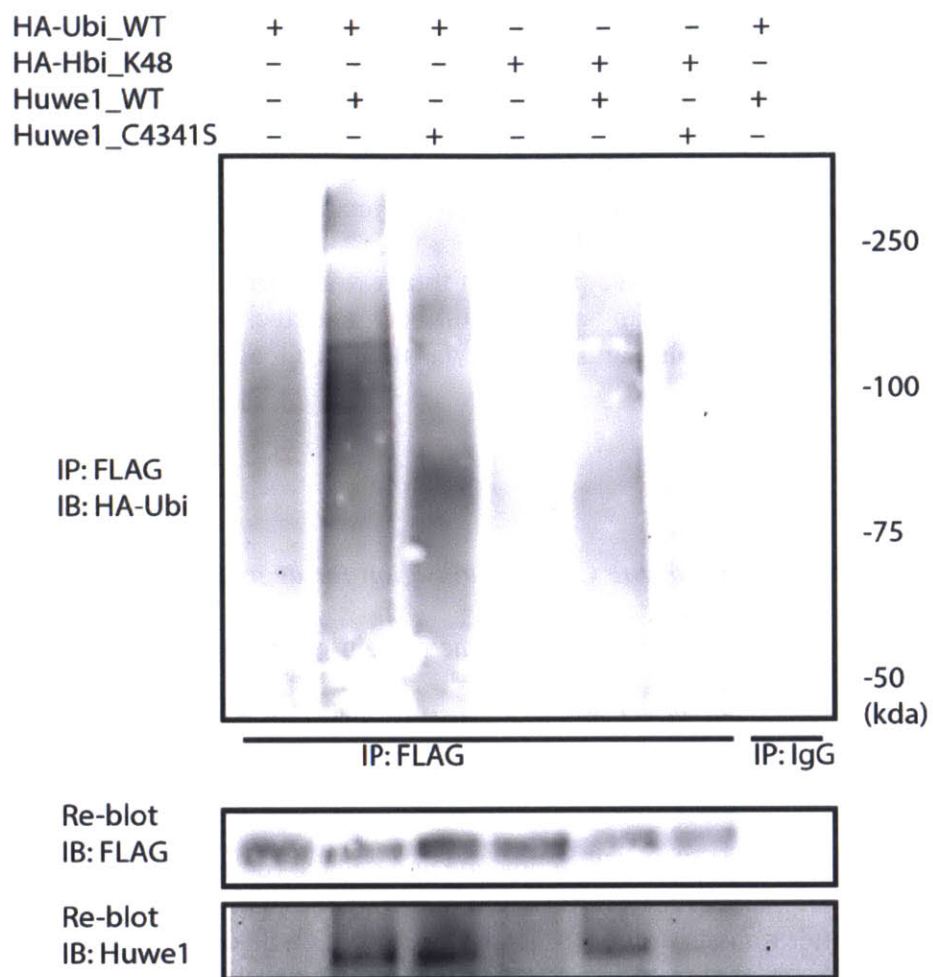 HA-Ubi_WT + + + - - - +
HA-Hbi_K48 - - - + + + -
Huwe1_WT - + - - + - +
Huwe1_C4341S - - + - - + -
-250
-100
IP: FLAG
IB: HA-Ubi
-75
-50
(kda)
IP: FLAG IP: IgG
Re-blot
IB: FLAG
Re-blot
IB: Huwe1